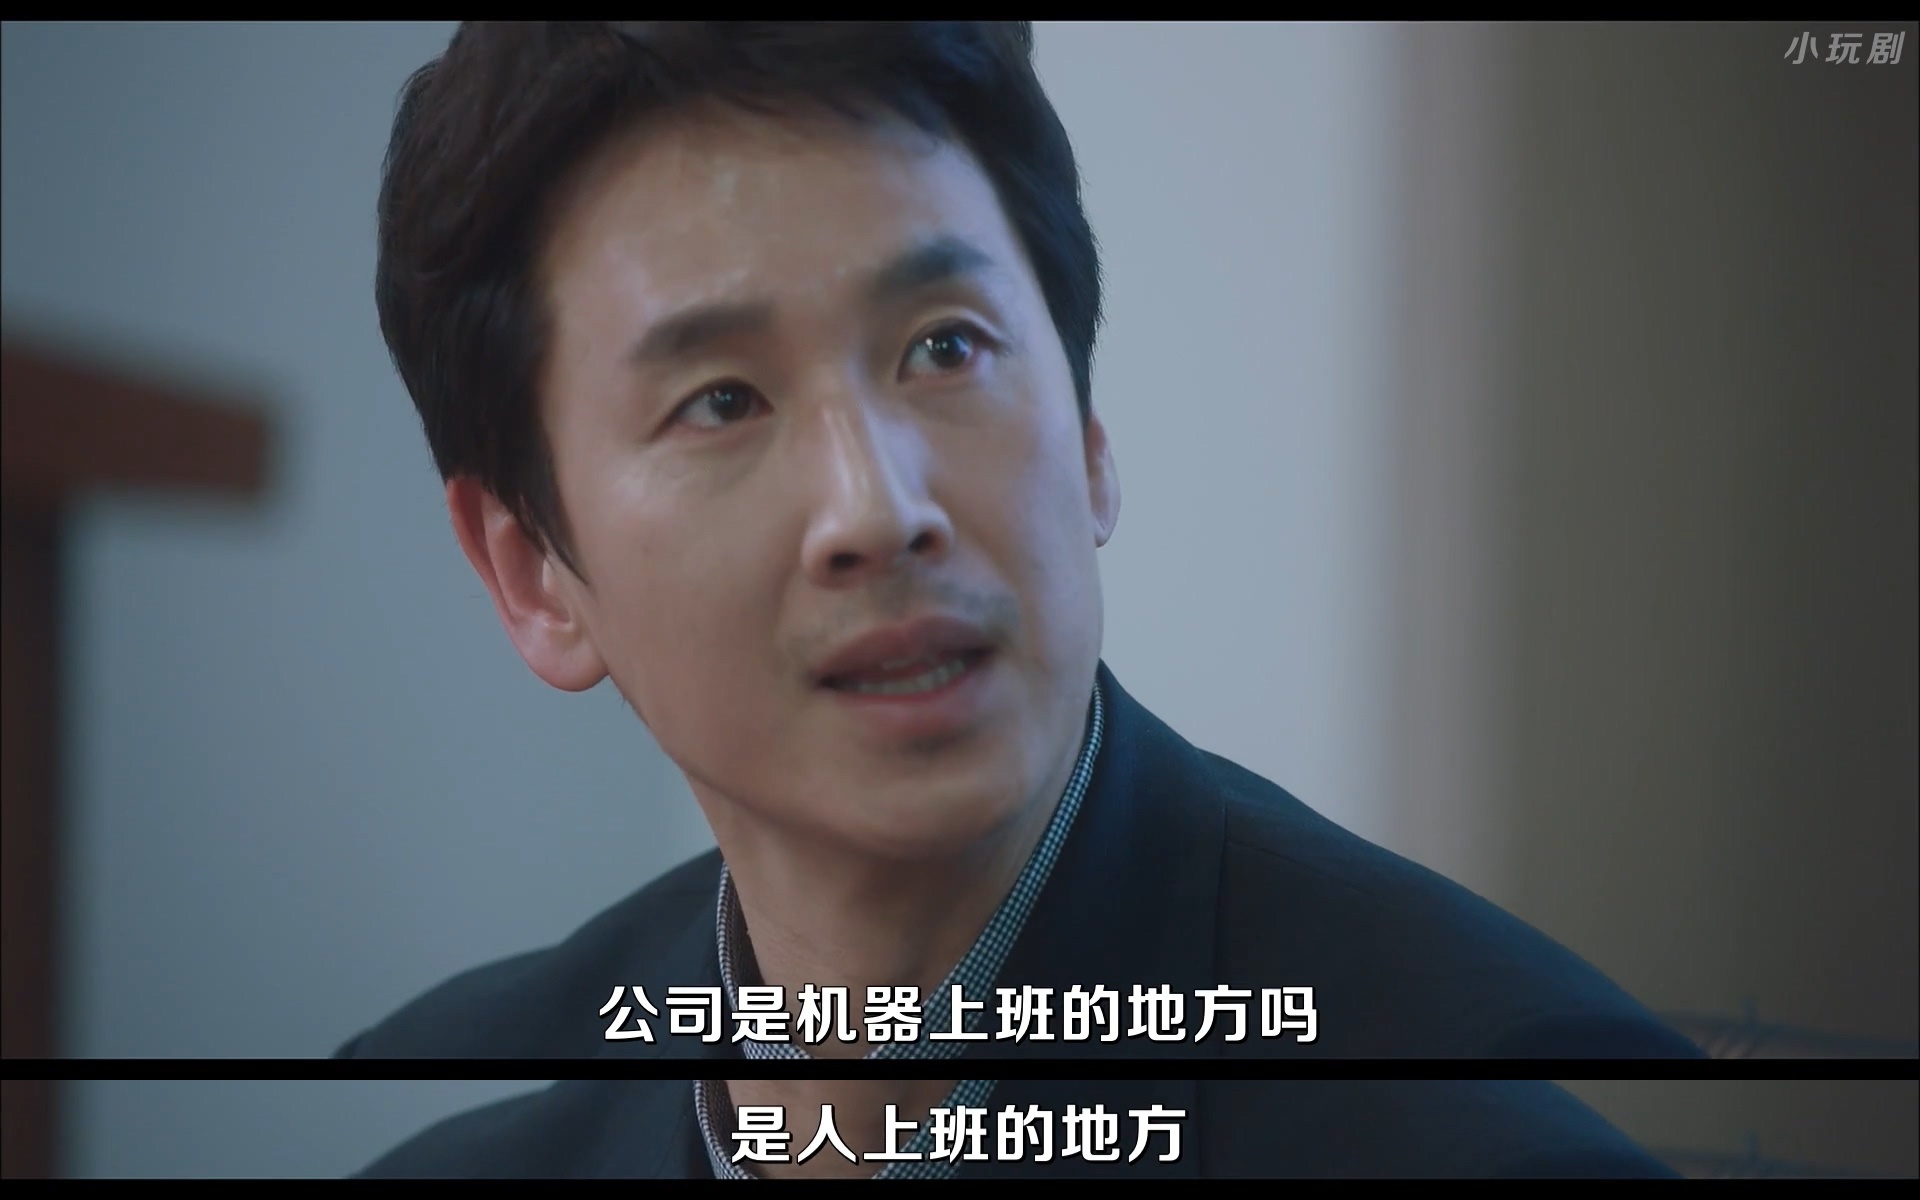 小玩剧
公司是机器上班的地方吗
是人上班的地方